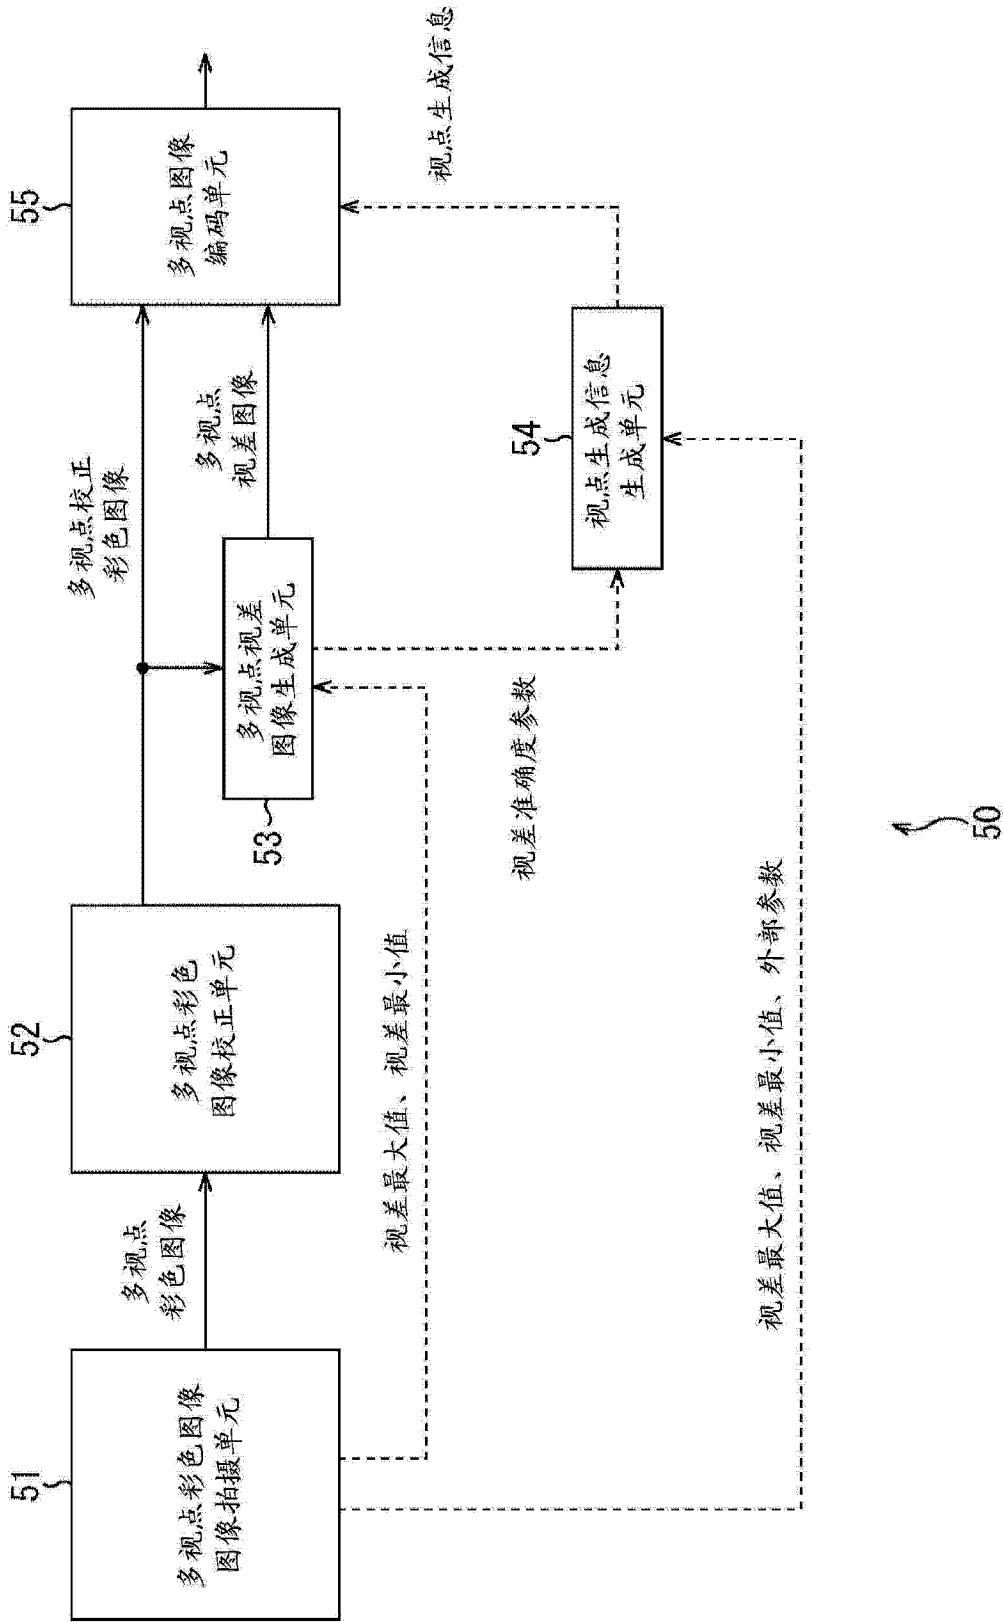 51
多视点彩色图像
图像拍摄单元
多视点
彩色图像
52
多视点彩色
图像校正单元
多视点校正
彩色图像
53
多视点视差
图像生成单元
多视点
视差图像
55
多视点图像
编码单元
视差最大值、视差最小值
视差准确度参数
54
视点生成信息
生成单元
视点生成信息
视差最大值、视差最小值、外部参数
50